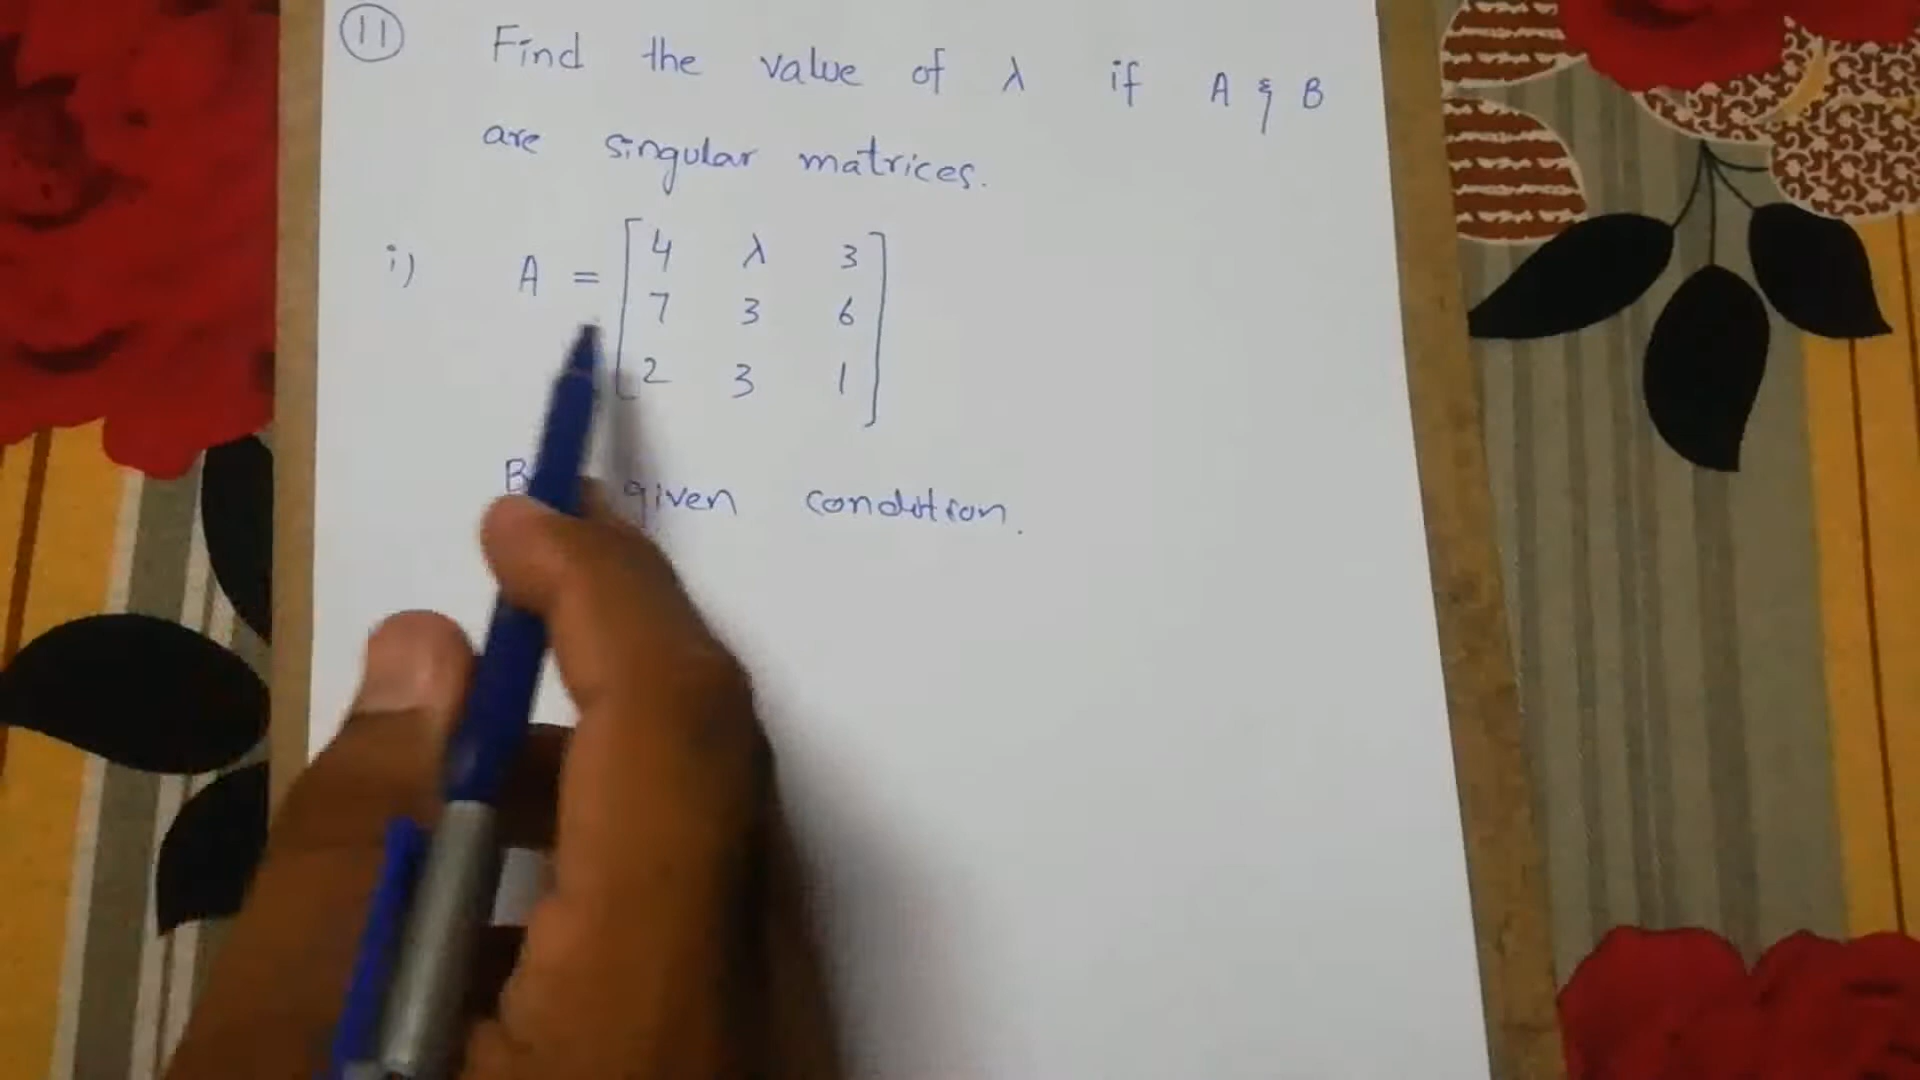 11 Find the value of λ if A & B
are singular matrices.
i) A = [ 4 λ 3
7 3 6
2 3 1 ]
given condition.